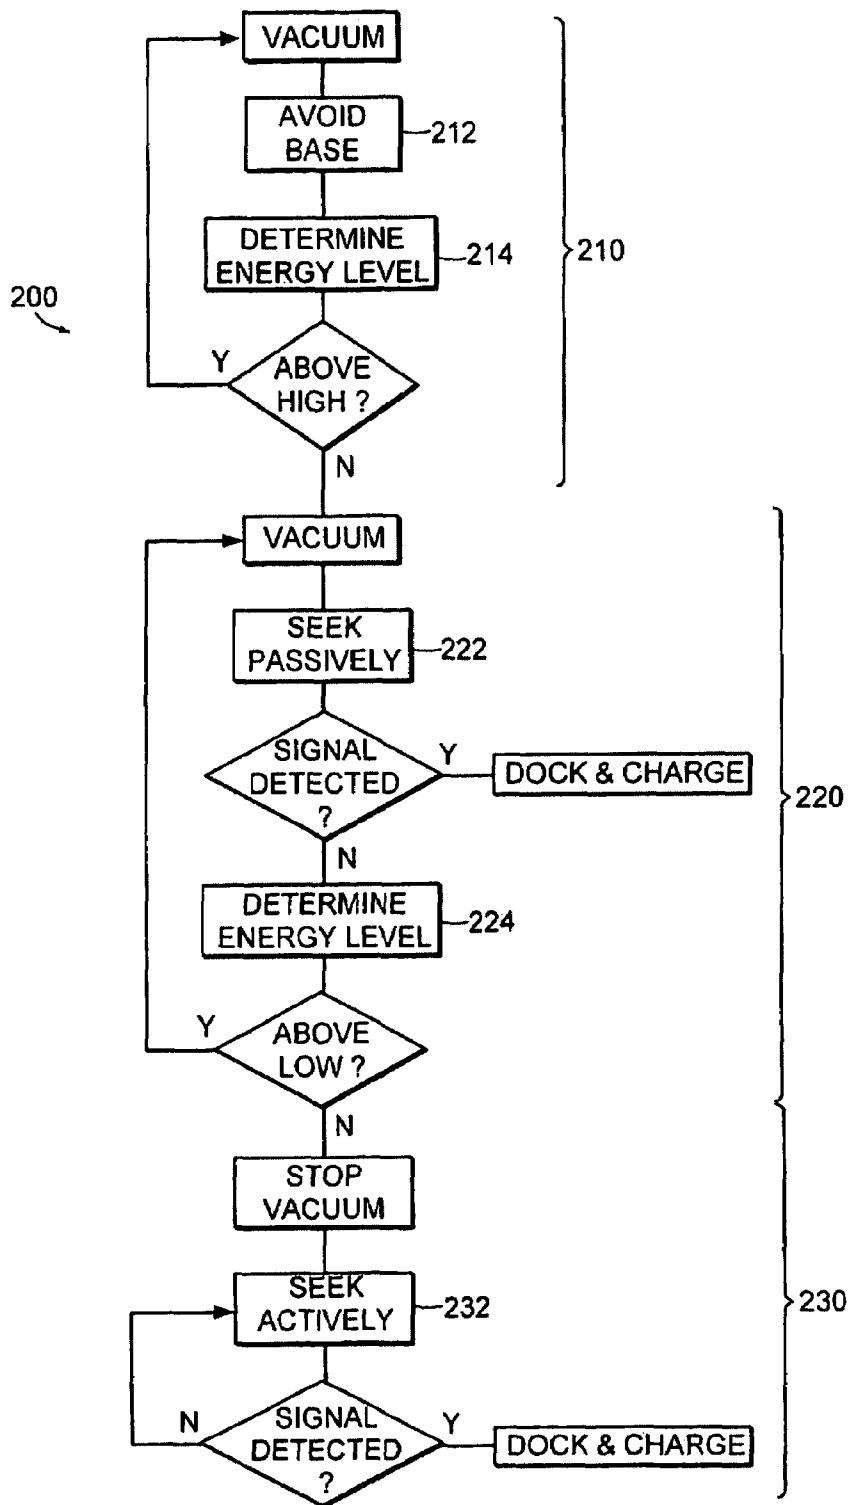 VACUUM
AVOID
BASE
212
DETERMINE
ENERGY LEVEL
214
210
200
Y
ABOVE
HIGH ?
N
VACUUM
SEEK
PASSIVELY
222
SIGNAL
DETECTED
?
Y
DOCK & CHARGE
220
N
DETERMINE
ENERGY LEVEL
224
Y
ABOVE
LOW ?
N
STOP
VACUUM
SEEK
ACTIVELY
232
230
N
SIGNAL
DETECTED
?
Y
DOCK & CHARGE